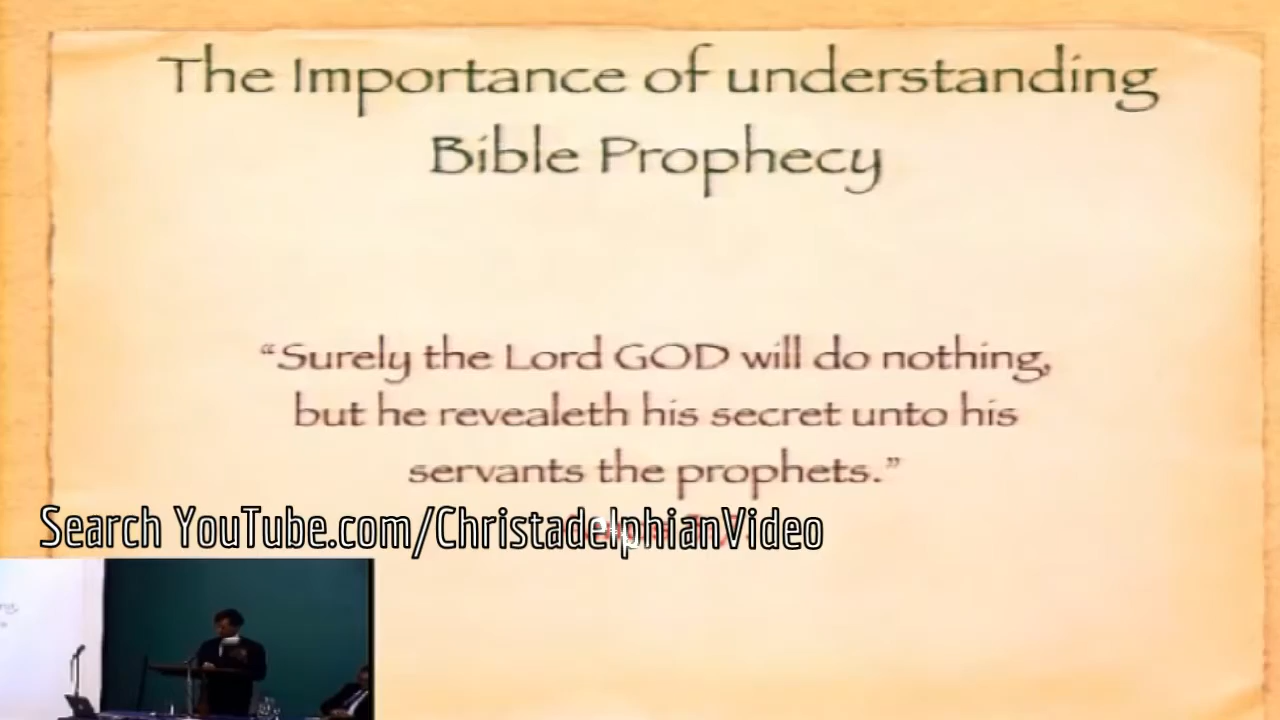 The Importance of understanding
Bible Prophecy
“Surely the Lord GOD will do nothing,
but he revealeth his secret unto his
servants the prophets.”
Search YouTube.com/ChristadelphianVideo